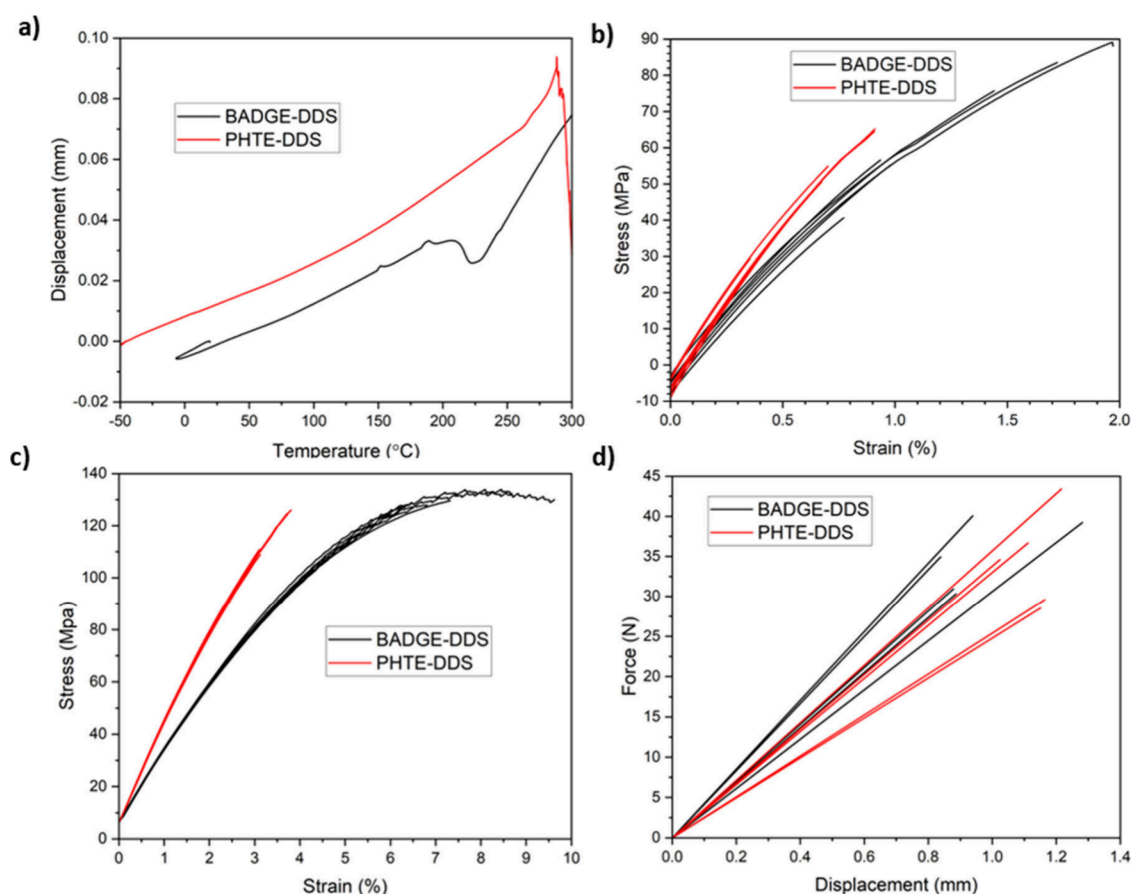 a)
0.10
0.08
0.06
0.04
0.02
0.00
-0.02
Displacement (mm)
BADGE-DDS
PHTE-DDS
-50 0 50 100 150 200 250 300
Temperature (°C)
b)
90
80
70
60
50
40
30
20
10
0
-10
Stress (MPa)
BADGE-DDS
PHTE-DDS
0.0 0.5 1.0 1.5 2.0
Strain (%)
c)
140
120
100
80
60
40
20
0
Stress (Mpa)
BADGE-DDS
PHTE-DDS
0 1 2 3 4 5 6 7 8 9 10
Strain (%)
d)
45
40
35
30
25
20
15
10
5
0
Force (N)
BADGE-DDS
PHTE-DDS
0.0 0.2 0.4 0.6 0.8 1.0 1.2 1.4
Displacement (mm)